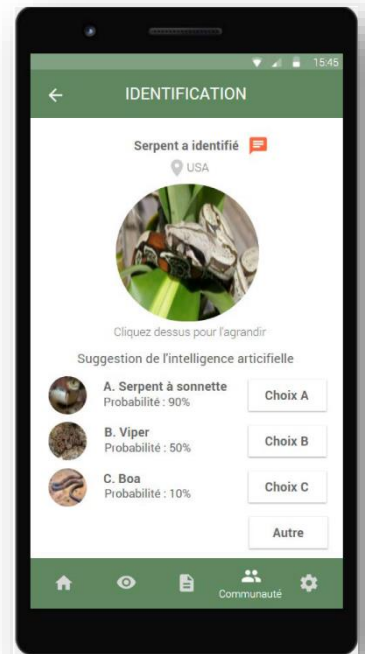 15:45
IDENTIFICATION
Serpent a identifié
USA
Cliquez dessus pour l'agrandir
Suggestion de l'intelligence articifielle
A. Serpent à sonnette
Probabilité : 90%
Choix A
B. Viper
Probabilité : 50%
Choix B
C. Boa
Probabilité : 10%
Choix C
Autre
Communauté